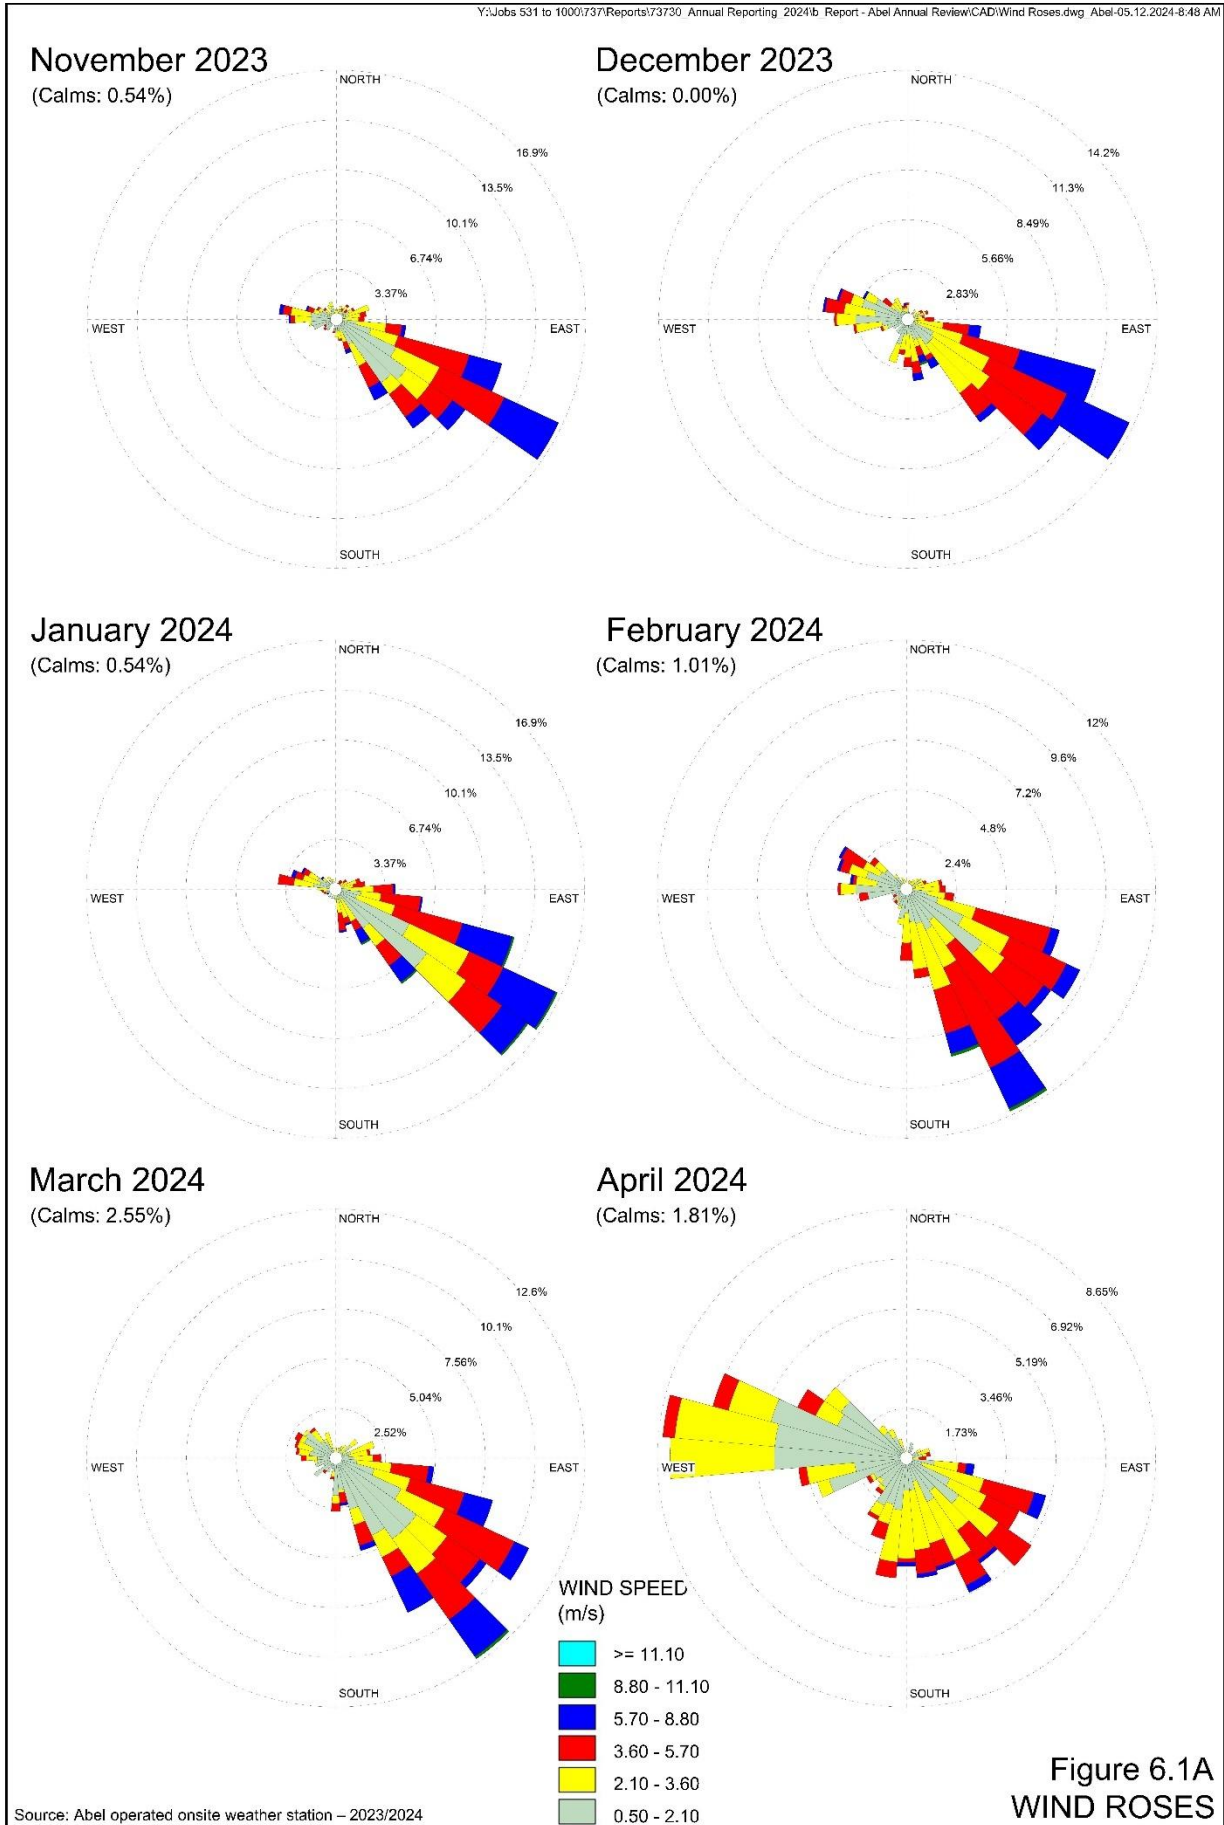 Y:\Jobs 531 to 1000\737\Reports\73730_Annual Reporting_2024\b_Report - Abel Annual Review\CAD\Wind Roses.dwg_Abel-05.12.2024-8:48 AM
November 2023
(Calms: 0.54%)
NORTH
16.9%
13.5%
10.1%
6.74%
3.37%
WEST
EAST
SOUTH
December 2023
(Calms: 0.00%)
NORTH
14.2%
11.3%
8.49%
5.66%
2.83%
WEST
EAST
SOUTH
January 2024
(Calms: 0.54%)
NORTH
16.9%
13.5%
10.1%
6.74%
3.37%
WEST
EAST
SOUTH
February 2024
(Calms: 1.01%)
NORTH
12%
9.6%
7.2%
4.8%
2.4%
WEST
EAST
SOUTH
March 2024
(Calms: 2.55%)
NORTH
12.6%
10.1%
7.56%
5.04%
2.52%
WEST
EAST
SOUTH
April 2024
(Calms: 1.81%)
NORTH
8.65%
6.92%
5.19%
3.46%
1.73%
WEST
EAST
SOUTH
WIND SPEED
(m/s)
>= 11.10
8.80 - 11.10
5.70 - 8.80
3.60 - 5.70
2.10 - 3.60
0.50 - 2.10
Source: Abel operated onsite weather station – 2023/2024
Figure 6.1A
WIND ROSES